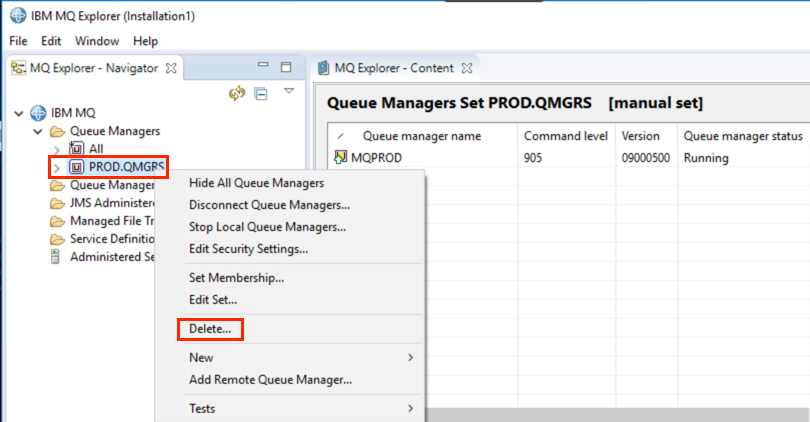 IBM MQ Explorer (Installation1)
File Edit Window Help
MQ Explorer - Navigator
MQ Explorer - Content
IBM MQ
Queue Managers
All
PROD.QMGRS
Queue Manager
JMS Administere
Managed File Tr
Service Definitio
Administered Se
Hide All Queue Managers
Disconnect Queue Managers...
Stop Local Queue Managers...
Edit Security Settings...
Set Membership...
Edit Set...
Delete...
New
Add Remote Queue Manager...
Tests
Queue Managers Set PROD.QMGRS [manual set]
Queue manager name Command level Version Queue manager status
MQPROD 905 09000500 Running